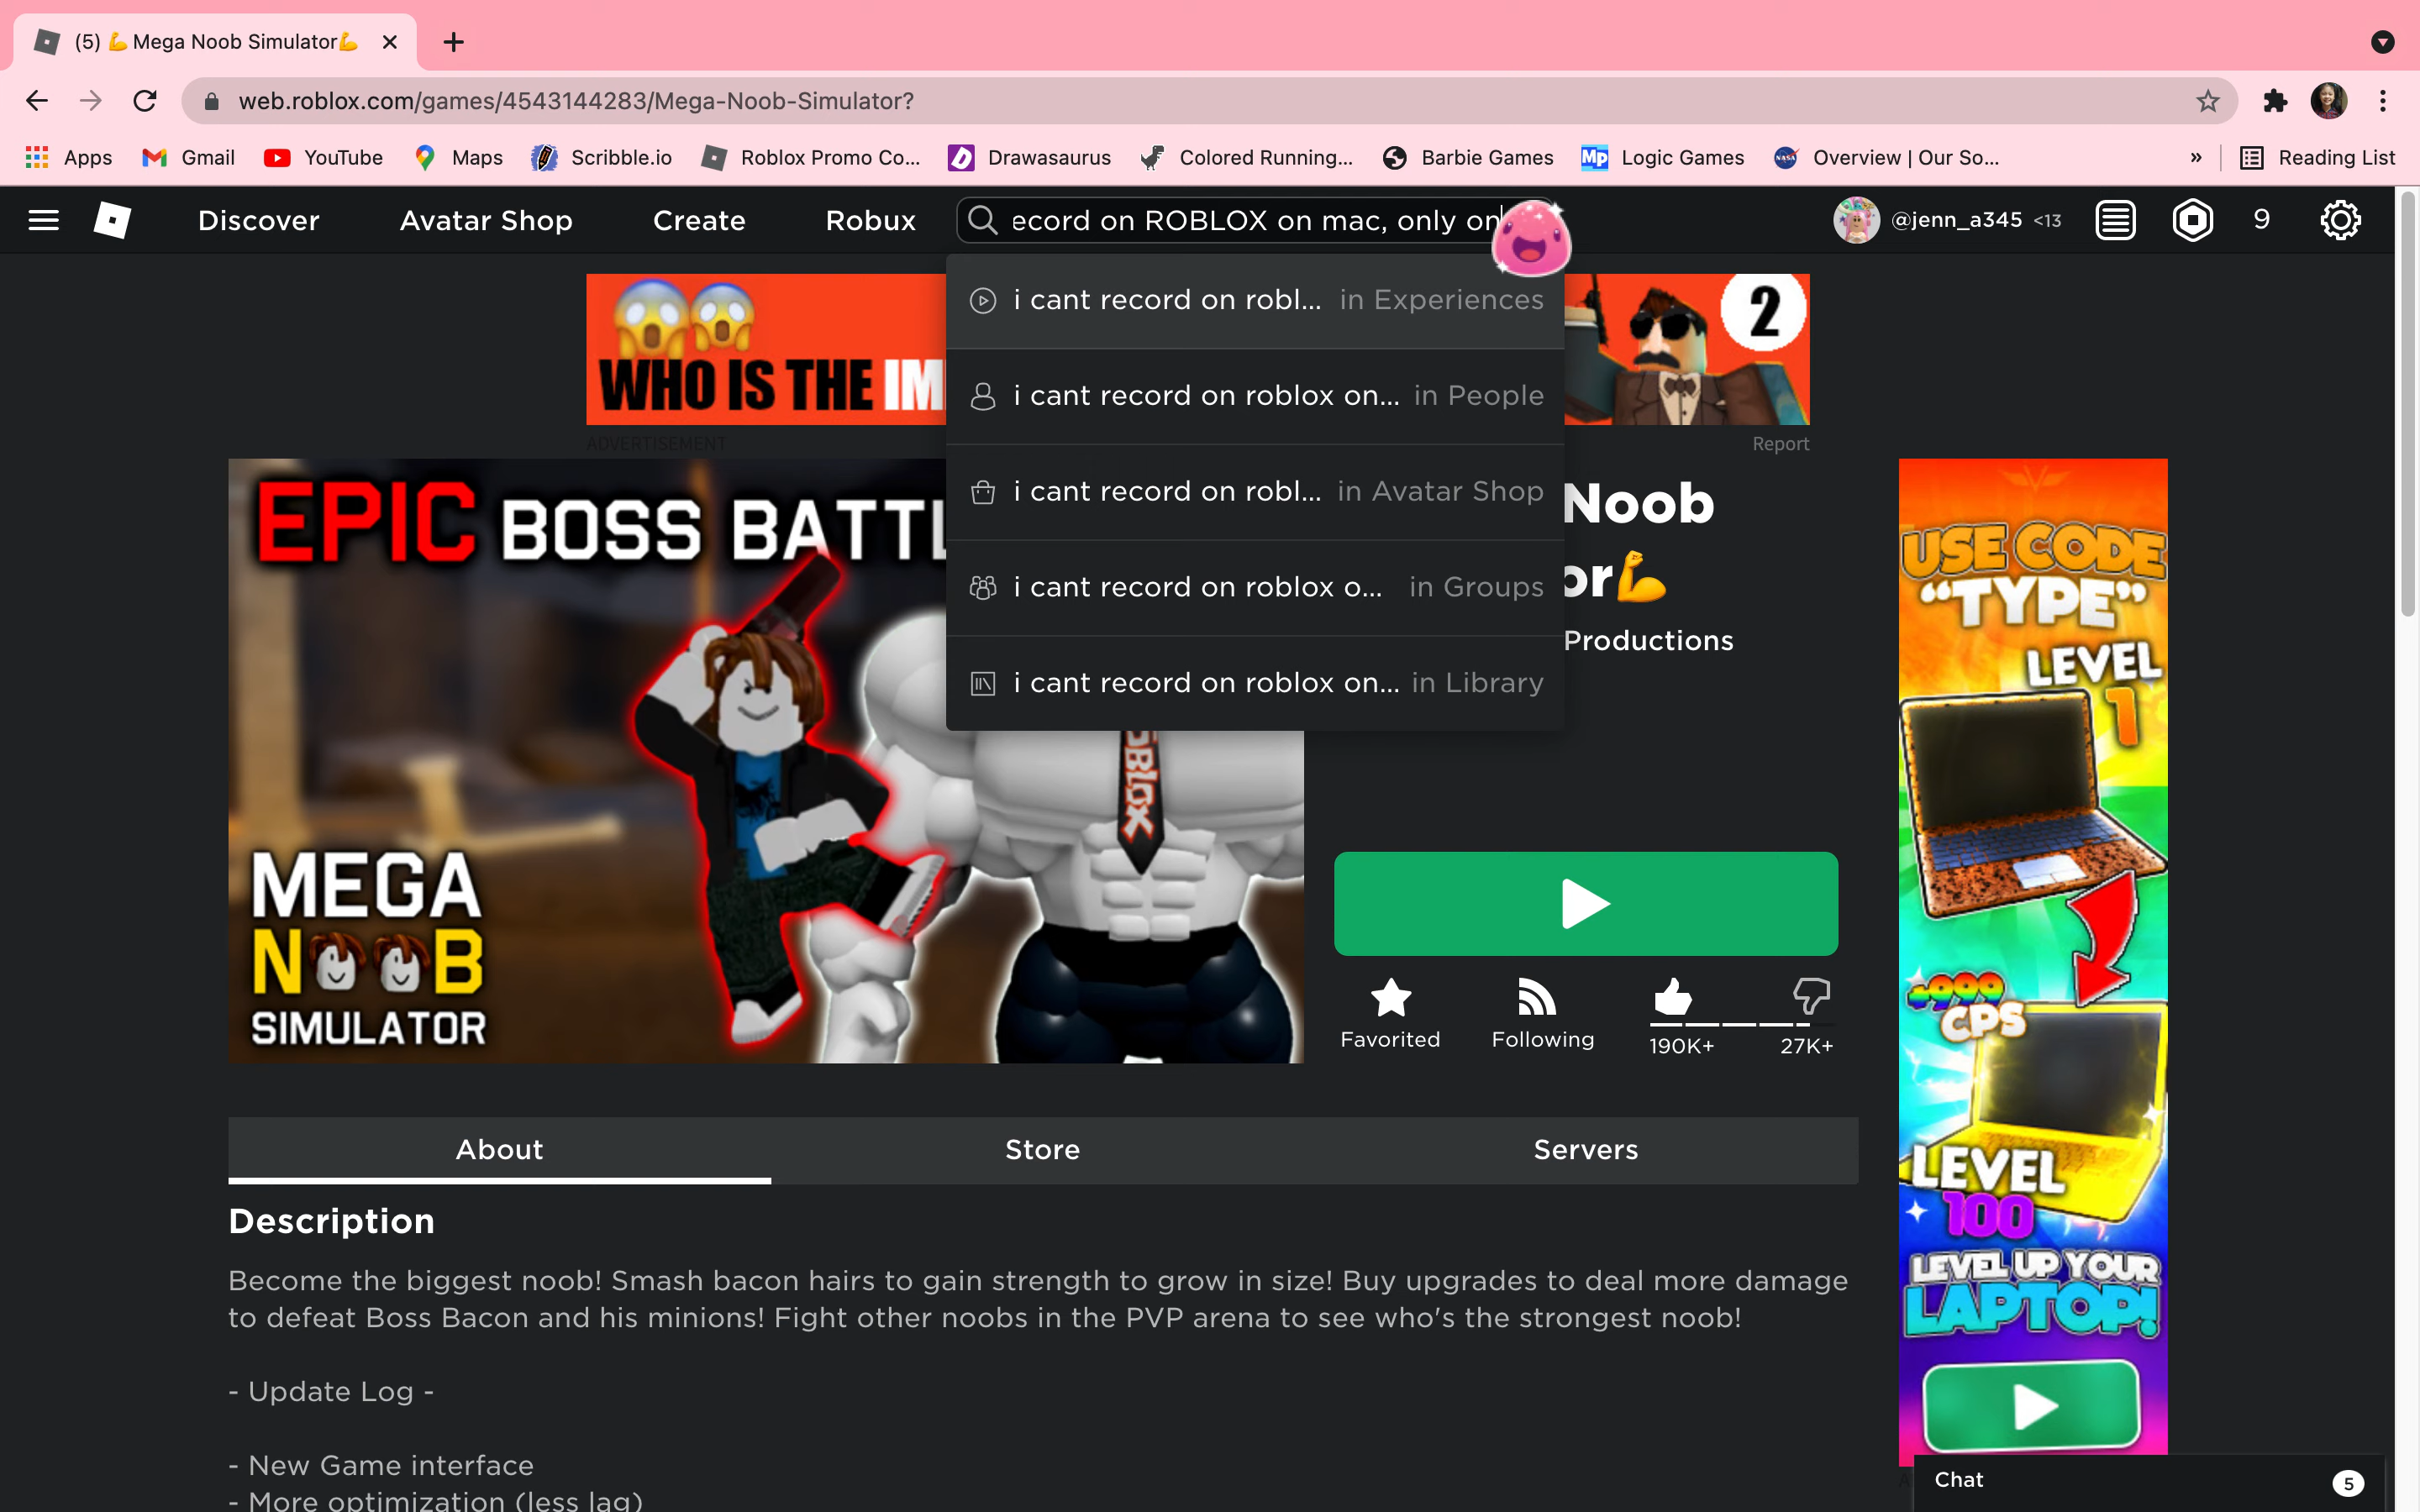 (5) 💪Mega Noob Simulator💪
web.roblox.com/games/4543144283/Mega-Noob-Simulator?
Apps Gmail YouTube Maps Scribble.io Roblox Promo Co... Drawasaurus Colored Running... Barbie Games Logic Games Overview | Our So... » Reading List
Discover Avatar Shop Create Robux ecord on ROBLOX on mac, only on @jenn_a345 <13 9
i cant record on robl... in Experiences
i cant record on roblox on... in People
i cant record on robl... in Avatar Shop
i cant record on roblox o... in Groups
i cant record on roblox on... in Library
WHO IS THE IM
2
ADVERTISEMENT
Report
EPIC BOSS BATTL
ROBLOX
MEGA
NOOB
SIMULATOR
Noob
or💪
Productions
Favorited
Following
190K+
27K+
USE CODE
"TYPE"
LEVEL
1
+999
CPS
LEVEL
100
LEVEL UP YOUR
LAPTOP!
About Store Servers
Description
Become the biggest noob! Smash bacon hairs to gain strength to grow in size! Buy upgrades to deal more damage
to defeat Boss Bacon and his minions! Fight other noobs in the PVP arena to see who's the strongest noob!
- Update Log -
- New Game interface
- More optimization (less lag)
Chat 5